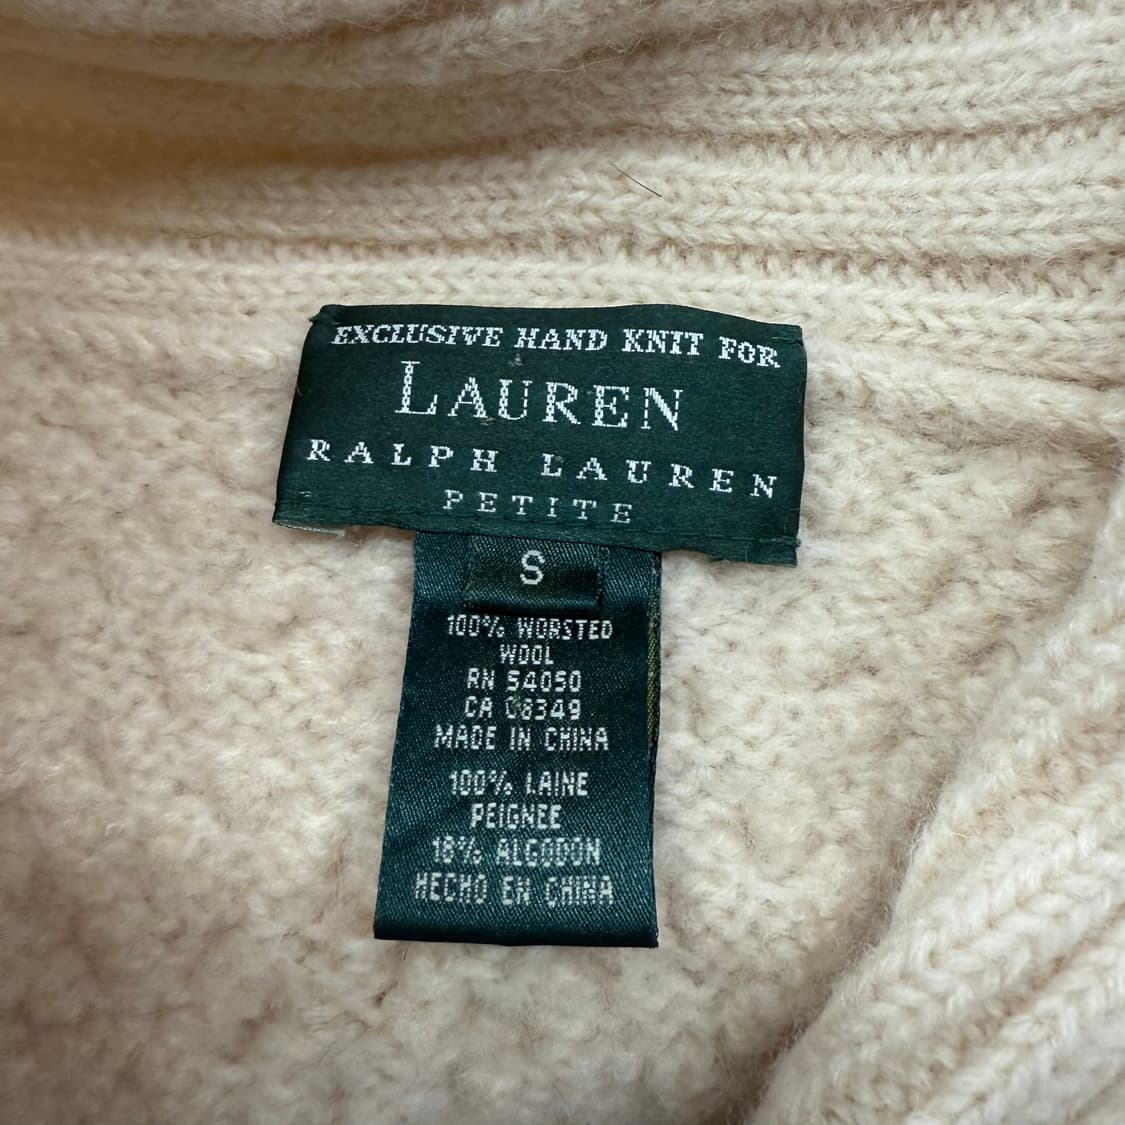 EXCLUSIVE HAND KNIT FOR
LAUREN
RALPH LAUREN
PETITE
S
100% WORSTED
WOOL
RN 54050
CA 08349
MADE IN CHINA
100% LAINE
PEIGNEE
18% ALGODON
HECHO EN CHINA